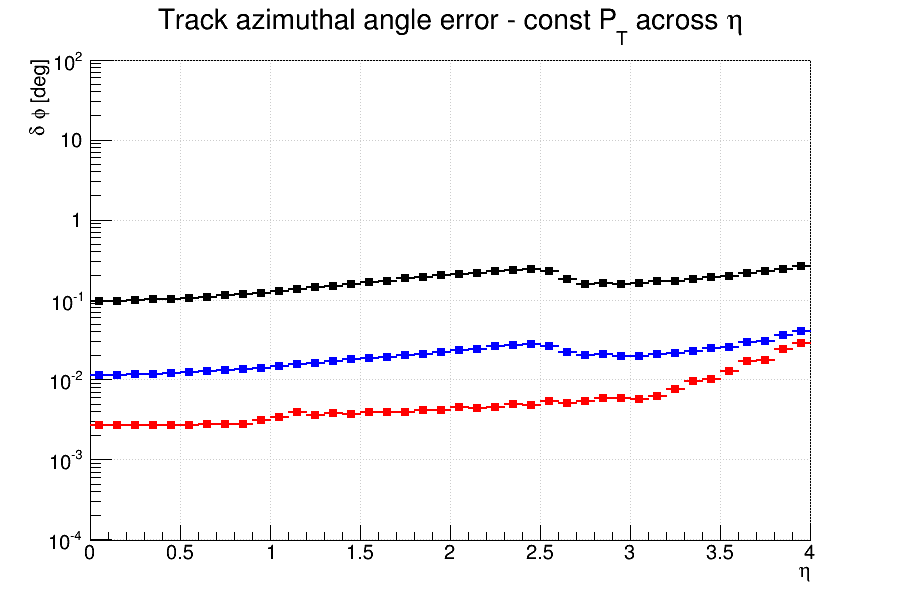 Track azimuthal angle error - const P_T across η
δ φ [deg]
10^2
10
1
10^-1
10^-2
10^-3
10^-4
0 0.5 1 1.5 2 2.5 3 3.5 4
η